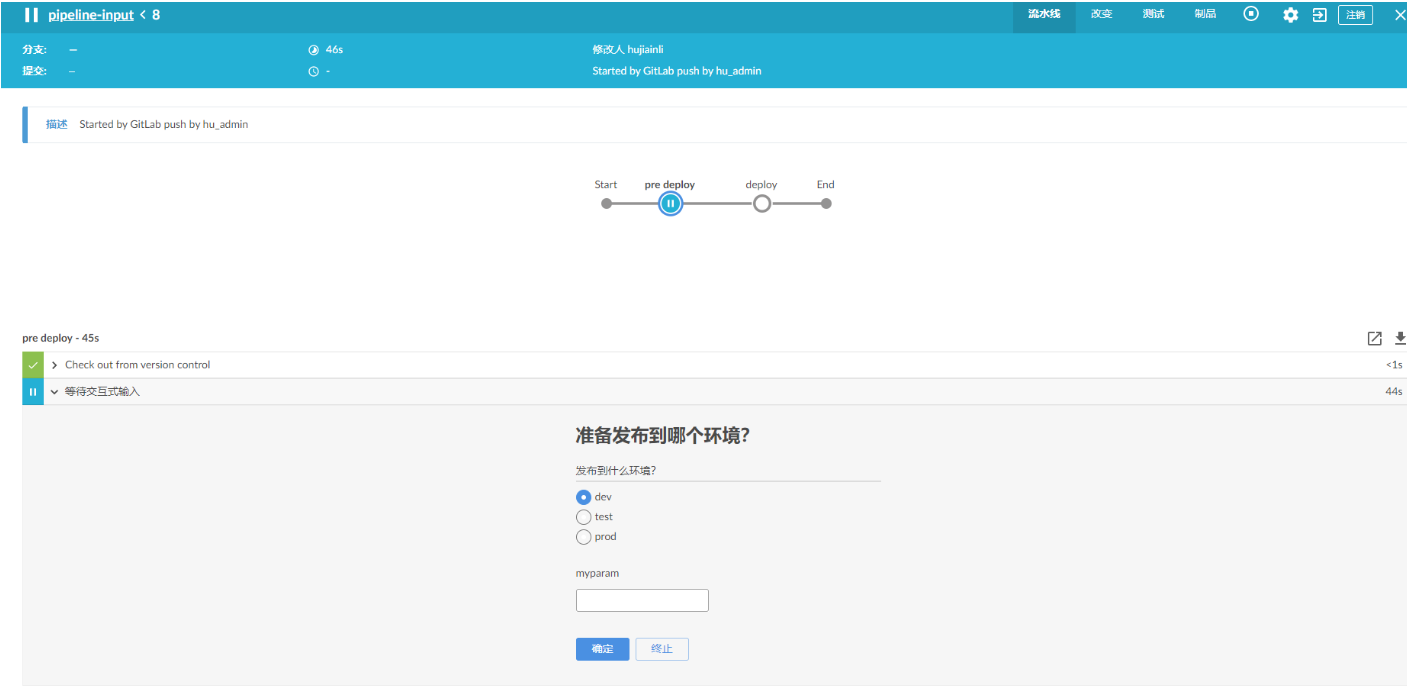 pipeline-input < 8 流水线 改变 测试 制品 注销
分支: — 46s 修改人 hujiainli
提交: – - Started by GitLab push by hu_admin
描述 Started by GitLab push by hu_admin
Start pre deploy deploy End
pre deploy - 45s
Check out from version control <1s
等待交互式输入 44s
准备发布到哪个环境?
发布到什么环境?
dev
test
prod
myparam
确定 终止